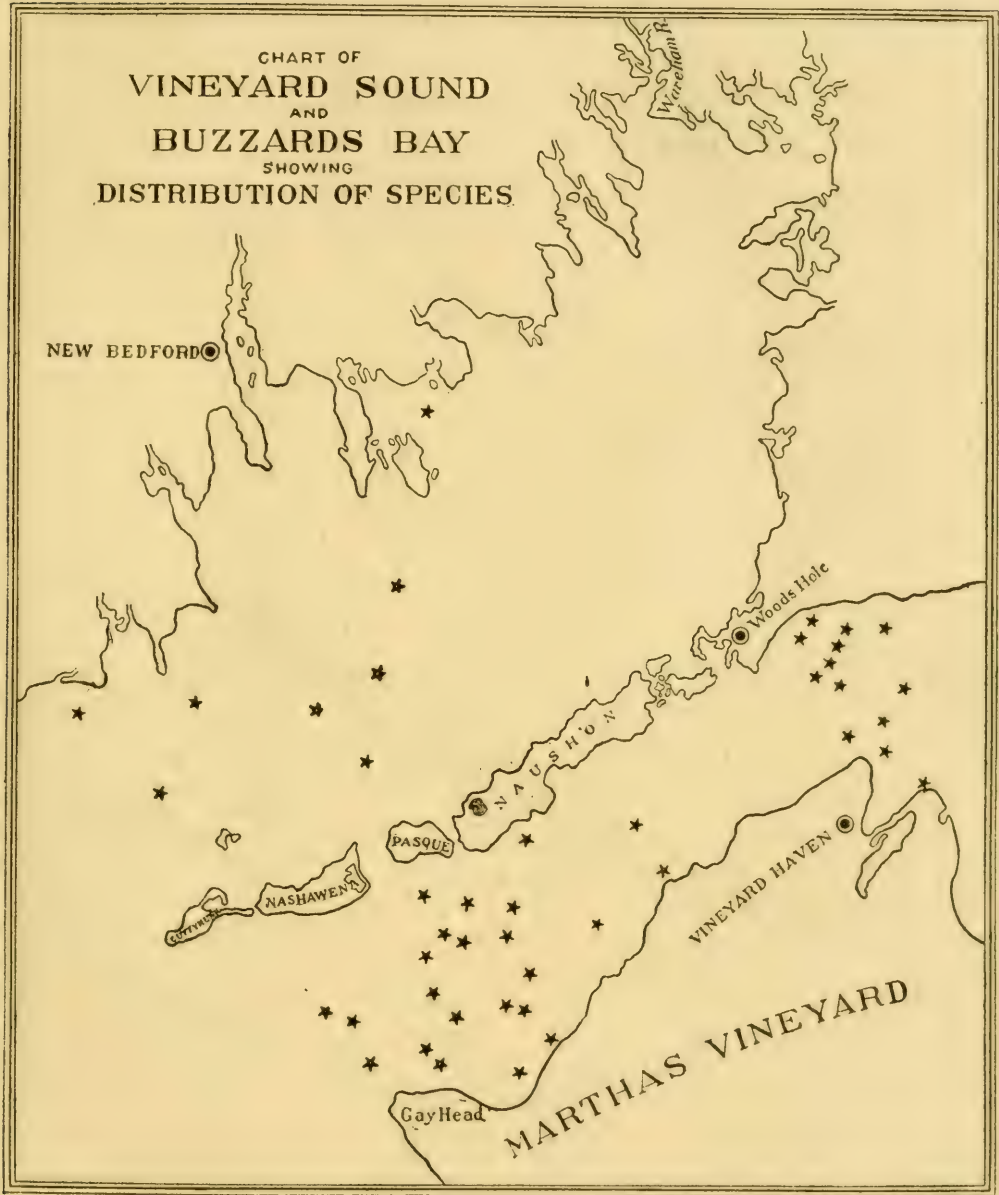 CHART OF
VINEYARD SOUND
AND
BUZZARDS BAY
SHOWING
DISTRIBUTION OF SPECIES
Wareham R.
NEW BEDFORD
Woods Hole
NAUSHON
PASQUE
NASHAWENA
CUTTYHUNK
VINEYARD HAVEN
MARTHAS VINEYARD
Gay Head